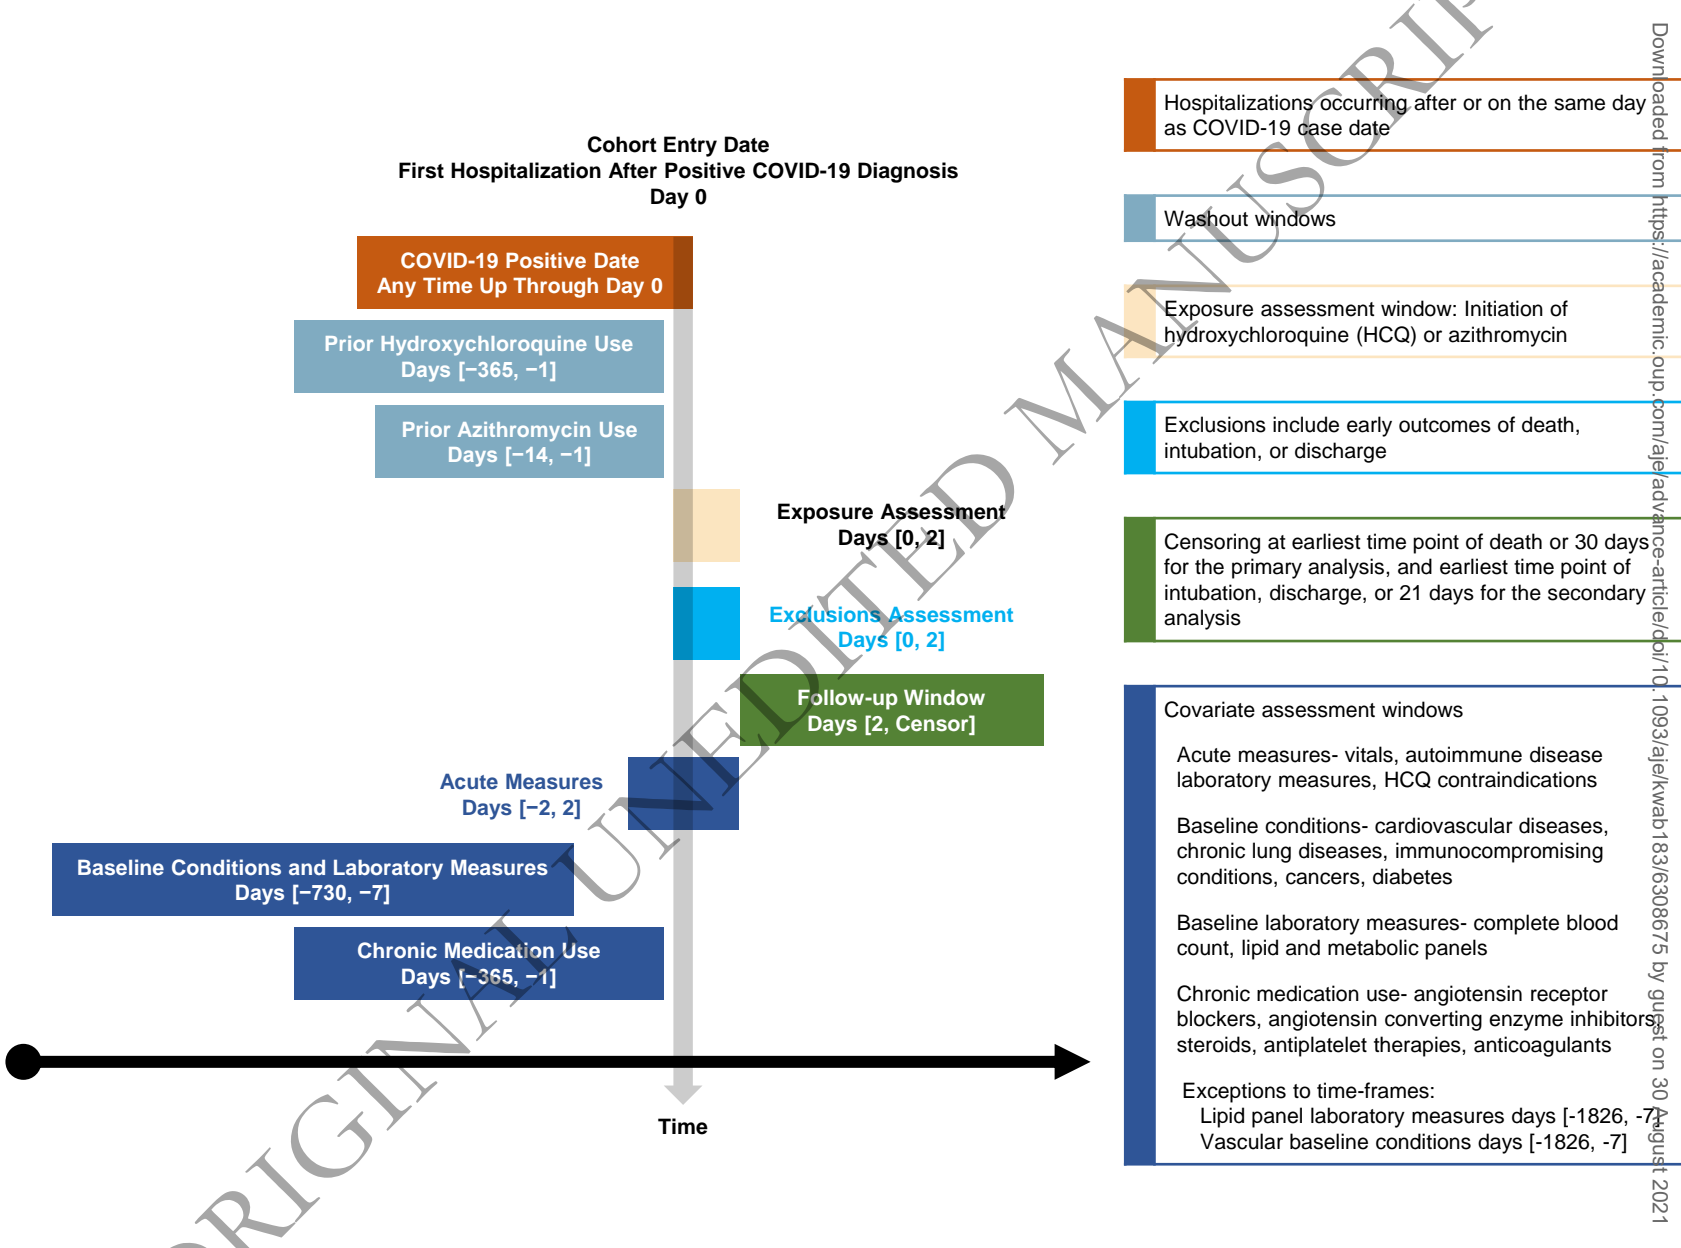 Cohort Entry Date
First Hospitalization After Positive COVID-19 Diagnosis
Day 0
COVID-19 Positive Date
Any Time Up Through Day 0
Prior Hydroxychloroquine Use
Days [−365, −1]
Prior Azithromycin Use
Days [−14, −1]
Exposure Assessment
Days [0, 2]
Exclusions Assessment
Days [0, 2]
Follow-up Window
Days [2, Censor]
Acute Measures
Days [−2, 2]
Baseline Conditions and Laboratory Measures
Days [−730, −7]
Chronic Medication Use
Days [−365, −1]
Time
Hospitalizations occurring after or on the same day
as COVID-19 case date
Washout windows
Exposure assessment window: Initiation of
hydroxychloroquine (HCQ) or azithromycin
Exclusions include early outcomes of death,
intubation, or discharge
Censoring at earliest time point of death or 30 days
for the primary analysis, and earliest time point of
intubation, discharge, or 21 days for the secondary
analysis
Covariate assessment windows
Acute measures- vitals, autoimmune disease
laboratory measures, HCQ contraindications
Baseline conditions- cardiovascular diseases,
chronic lung diseases, immunocompromising
conditions, cancers, diabetes
Baseline laboratory measures- complete blood
count, lipid and metabolic panels
Chronic medication use- angiotensin receptor
blockers, angiotensin converting enzyme inhibitors,
steroids, antiplatelet therapies, anticoagulants
Exceptions to time-frames:
Lipid panel laboratory measures days [-1826, -7]
Vascular baseline conditions days [-1826, -7]
Downloaded from https://academic.oup.com/aje/advance-article/doi/10.1093/aje/kwab183/6308675 by guest on 30 August 2021
ORIGINAL UNEDITED MANUSCRIP